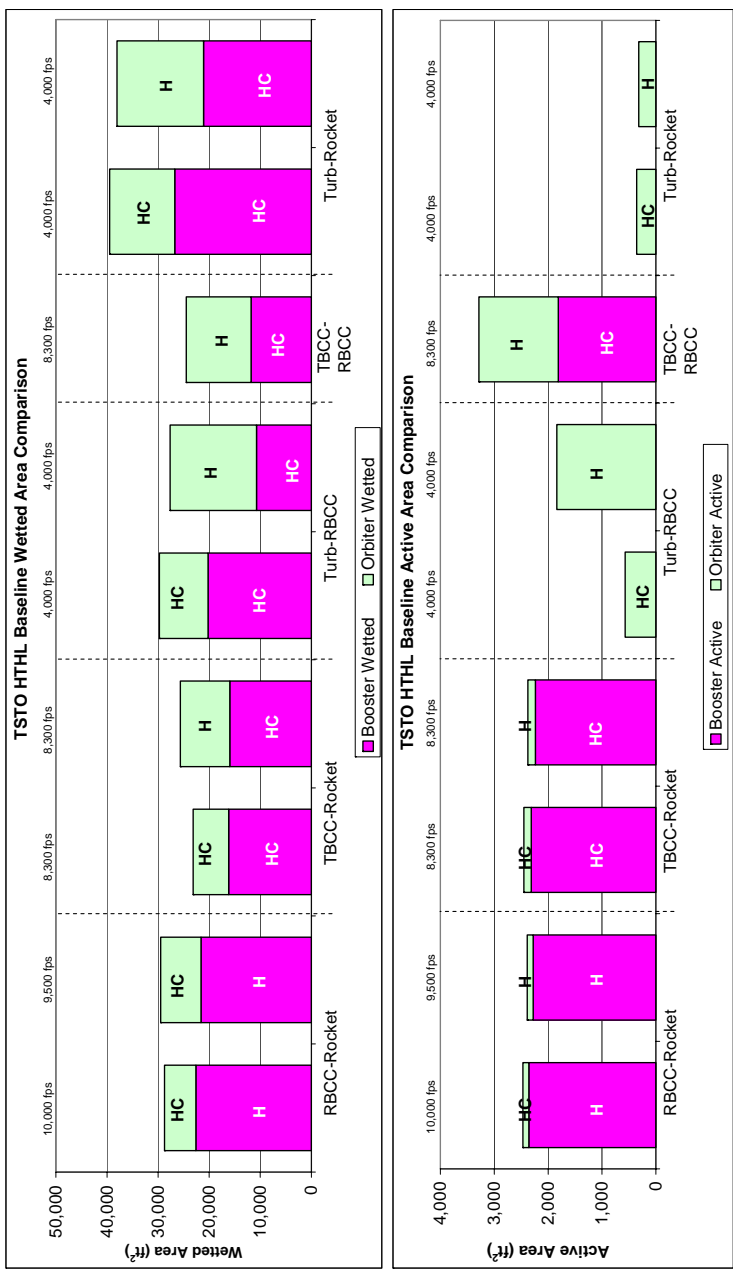 TSTO HTHL Baseline Wetted Area Comparison
10,000 fps 9,500 fps 8,300 fps 8,300 fps 4,000 fps 4,000 fps 8,300 fps 4,000 fps 4,000 fps
50,000
40,000
30,000
20,000
10,000
0
Wetted Area (ft²)
HC HC HC H HC H H HC H
H H HC HC HC HC HC HC HC
RBCC-Rocket TBCC-Rocket Turb-RBCC TBCC-
RBCC Turb-Rocket
Booster Wetted Orbiter Wetted
TSTO HTHL Baseline Active Area Comparison
10,000 fps 9,500 fps 8,300 fps 8,300 fps 4,000 fps 4,000 fps 8,300 fps 4,000 fps 4,000 fps
4,000
3,000
2,000
1,000
0
Active Area (ft²)
HC H HC H HC H H HC H
H H HC HC HC
RBCC-Rocket TBCC-Rocket Turb-RBCC TBCC-
RBCC Turb-Rocket
Booster Active Orbiter Active